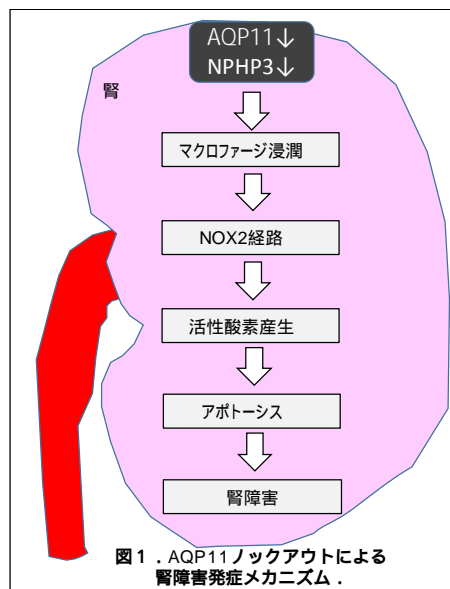 AQP11↓
NPHP3↓
腎
マクロファージ浸潤
NOX2経路
活性酸素産生
アポトーシス
腎障害
図1．AQP11ノックアウトによる
腎障害発症メカニズム．